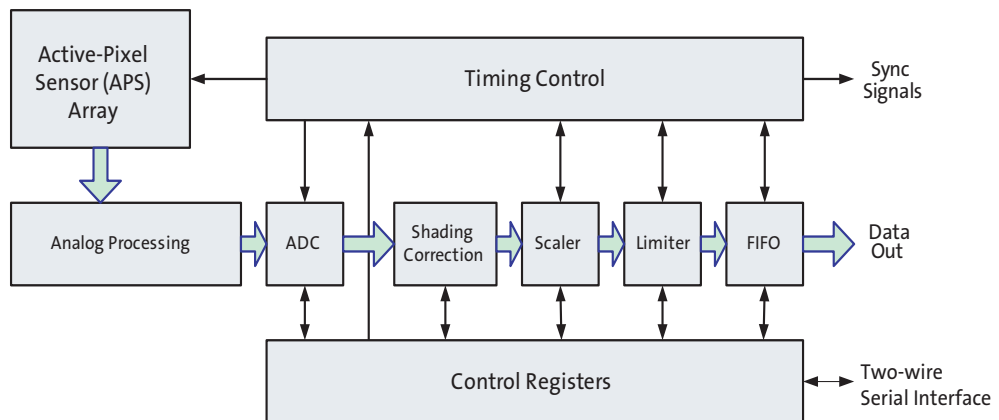 Active-Pixel
Sensor (APS)
Array
Timing Control
Sync
Signals
Analog Processing
ADC
Shading
Correction
Scaler
Limiter
FIFO
Data
Out
Control Registers
Two-wire
Serial Interface